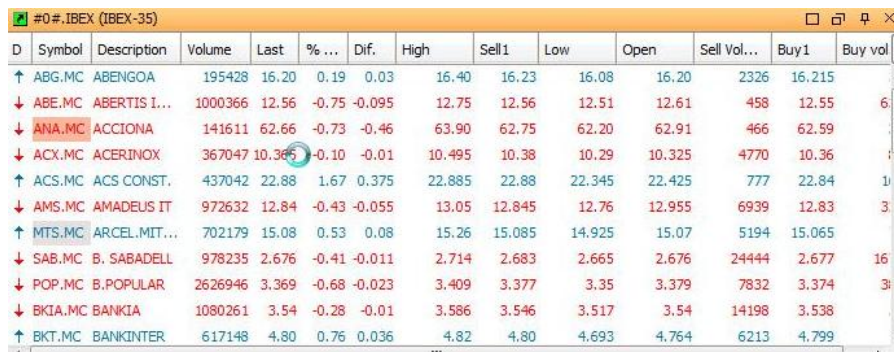 #0#.IBEX (IBEX-35)
D Symbol Description Volume Last % ... Dif. High Sell1 Low Open Sell Vol... Buy1 Buy vol
ABG.MC ABENGOA 195428 16.20 0.19 0.03 16.40 16.23 16.08 16.20 2326 16.215
ABE.MC ABERTIS I... 1000366 12.56 -0.75 -0.095 12.75 12.56 12.51 12.61 458 12.55
ANA.MC ACCIONA 141611 62.66 -0.73 -0.46 63.90 62.75 62.20 62.91 466 62.59
ACX.MC ACERINOX 367047 10.365 -0.10 -0.01 10.495 10.38 10.29 10.325 4770 10.36
ACS.MC ACS CONST. 437042 22.88 1.67 0.375 22.885 22.88 22.345 22.425 777 22.84
AMS.MC AMADEUS IT 972632 12.84 -0.43 -0.055 13.05 12.845 12.76 12.955 6939 12.83
MTS.MC ARCEL.MIT... 702179 15.08 0.53 0.08 15.26 15.085 14.925 15.07 5194 15.065
SAB.MC B. SABADELL 978235 2.676 -0.41 -0.011 2.714 2.683 2.665 2.676 24444 2.677
POP.MC B.POPULAR 2626946 3.369 -0.68 -0.023 3.409 3.377 3.35 3.379 7832 3.374
BKIA.MC BANKIA 1080261 3.54 -0.28 -0.01 3.586 3.546 3.517 3.54 14198 3.538
BKT.MC BANKINTER 617148 4.80 0.76 0.036 4.82 4.80 4.693 4.764 6213 4.799